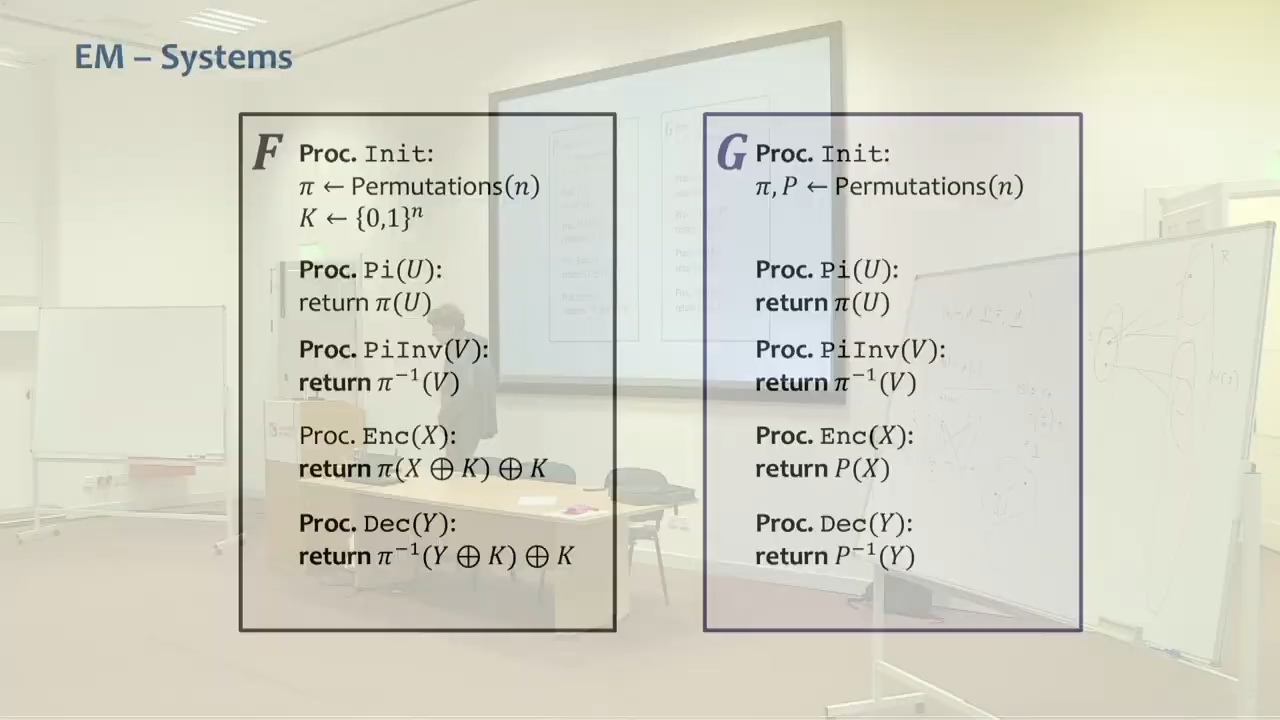 EM – Systems
F
Proc. Init:
π ← Permutations(n)
K ← {0,1}ⁿ
Proc. Pi(U):
return π(U)
Proc. PiInv(V):
return π⁻¹(V)
Proc. Enc(X):
return π(X ⊕ K) ⊕ K
Proc. Dec(Y):
return π⁻¹(Y ⊕ K) ⊕ K
G
Proc. Init:
π, P ← Permutations(n)
Proc. Pi(U):
return π(U)
Proc. PiInv(V):
return π⁻¹(V)
Proc. Enc(X):
return P(X)
Proc. Dec(Y):
return P⁻¹(Y)